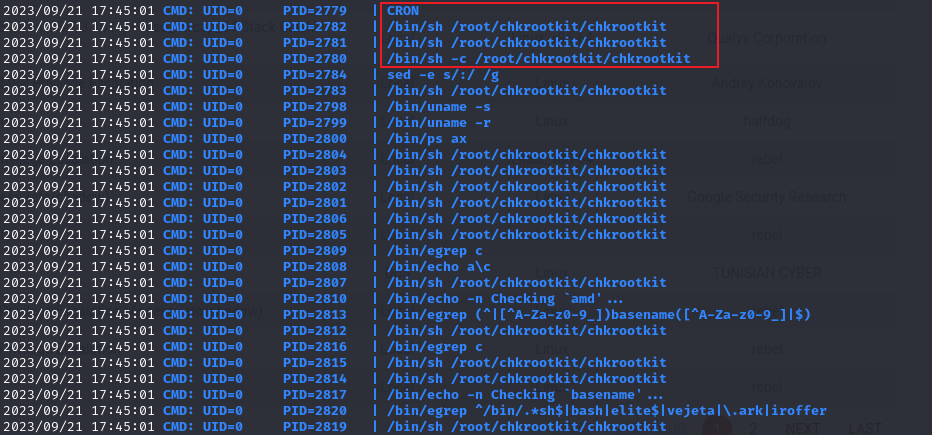 2023/09/21 17:45:01 CMD: UID=0 PID=2779 | CRON
2023/09/21 17:45:01 CMD: UID=0 PID=2782 | /bin/sh /root/chkrootkit/chkrootkit
2023/09/21 17:45:01 CMD: UID=0 PID=2781 | /bin/sh /root/chkrootkit/chkrootkit
2023/09/21 17:45:01 CMD: UID=0 PID=2780 | /bin/sh -c /root/chkrootkit/chkrootkit
2023/09/21 17:45:01 CMD: UID=0 PID=2784 | sed -e s/:/ /g
2023/09/21 17:45:01 CMD: UID=0 PID=2783 | /bin/sh /root/chkrootkit/chkrootkit
2023/09/21 17:45:01 CMD: UID=0 PID=2798 | /bin/uname -s
2023/09/21 17:45:01 CMD: UID=0 PID=2799 | /bin/uname -r
2023/09/21 17:45:01 CMD: UID=0 PID=2800 | /bin/ps ax
2023/09/21 17:45:01 CMD: UID=0 PID=2804 | /bin/sh /root/chkrootkit/chkrootkit
2023/09/21 17:45:01 CMD: UID=0 PID=2803 | /bin/sh /root/chkrootkit/chkrootkit
2023/09/21 17:45:01 CMD: UID=0 PID=2802 | /bin/sh /root/chkrootkit/chkrootkit
2023/09/21 17:45:01 CMD: UID=0 PID=2801 | /bin/sh /root/chkrootkit/chkrootkit
2023/09/21 17:45:01 CMD: UID=0 PID=2806 | /bin/sh /root/chkrootkit/chkrootkit
2023/09/21 17:45:01 CMD: UID=0 PID=2805 | /bin/sh /root/chkrootkit/chkrootkit
2023/09/21 17:45:01 CMD: UID=0 PID=2809 | /bin/egrep c
2023/09/21 17:45:01 CMD: UID=0 PID=2808 | /bin/echo a\c
2023/09/21 17:45:01 CMD: UID=0 PID=2807 | /bin/sh /root/chkrootkit/chkrootkit
2023/09/21 17:45:01 CMD: UID=0 PID=2810 | /bin/echo -n Checking `amd'...
2023/09/21 17:45:01 CMD: UID=0 PID=2813 | /bin/egrep (^|[^A-Za-z0-9_])basename([^A-Za-z0-9_]|$)
2023/09/21 17:45:01 CMD: UID=0 PID=2812 | /bin/sh /root/chkrootkit/chkrootkit
2023/09/21 17:45:01 CMD: UID=0 PID=2816 | /bin/egrep c
2023/09/21 17:45:01 CMD: UID=0 PID=2815 | /bin/sh /root/chkrootkit/chkrootkit
2023/09/21 17:45:01 CMD: UID=0 PID=2814 | /bin/sh /root/chkrootkit/chkrootkit
2023/09/21 17:45:01 CMD: UID=0 PID=2817 | /bin/echo -n Checking `basename'...
2023/09/21 17:45:01 CMD: UID=0 PID=2820 | /bin/egrep ^/bin/.*sh$|bash|elite$|vejeta|\.ark|iroffer
2023/09/21 17:45:01 CMD: UID=0 PID=2819 | /bin/sh /root/chkrootkit/chkrootkit
Qualys Corporation
Andrey Konovalov
Linux
halfdog
rebel
Google Security Research
rebel
Linux
TUNISIAN CYBER
Linux
rebel
rebel
1 2 NEXT LAST